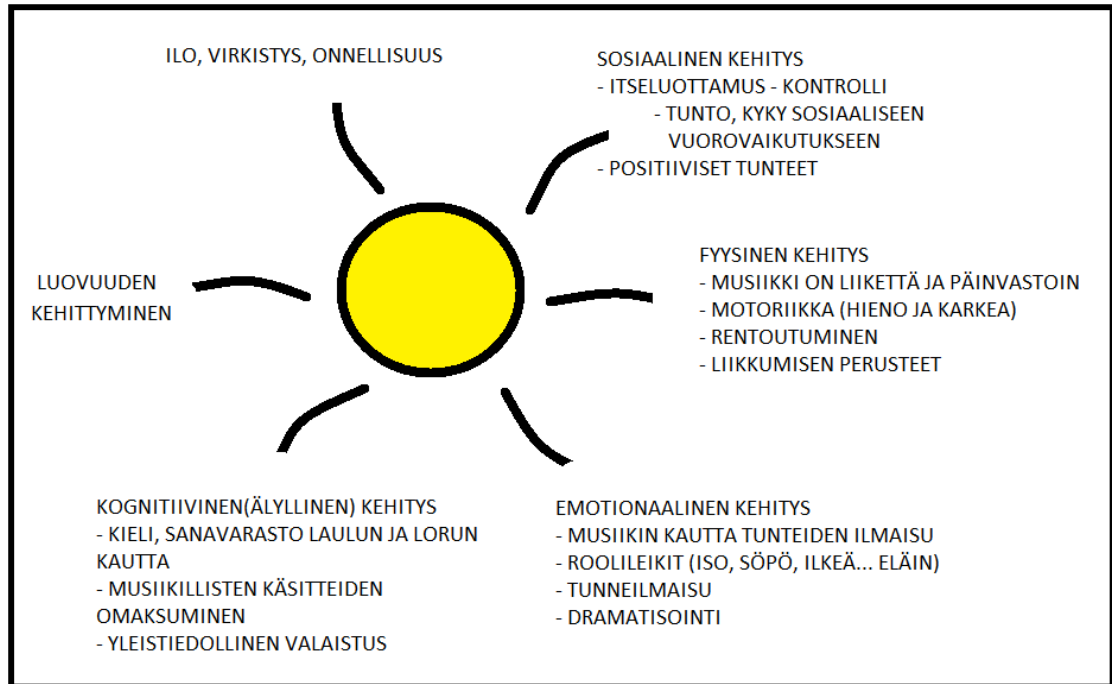 ILO, VIRKISTYS, ONNELLISUUS
SOSIAALINEN KEHITYS
- ITSELUOTTAMUS - KONTROLLI
- TUNTO, KYKY SOSIAALISEEN
VUOROVAIKUTUKSEEN
- POSITIIVISET TUNTEET
LUOVUUDEN
KEHITTYMINEN
FYYSINEN KEHITYS
- MUSIIKKI ON LIIKETTÄ JA PÄINVASTOIN
- MOTORIIKKA (HIENO JA KARKEA)
- RENTOUTUMINEN
- LIIKKUMISEN PERUSTEET
KOGNITIIVINEN(ÄLYLLINEN) KEHITYS
- KIELI, SANAVARASTO LAULUN JA LORUN
KAUTTA
- MUSIIKILLISTEN KÄSITTEIDEN
OMAKSUMINEN
- YLEISTIEDOLLINEN VALAISTUS
EMOTIONAALINEN KEHITYS
- MUSIIKIN KAUTTA TUNTEIDEN ILMAISU
- ROOLILEIKIT (ISO, SÖPÖ, ILKEÄ... ELÄIN)
- TUNNEILMAISU
- DRAMATISOINTI